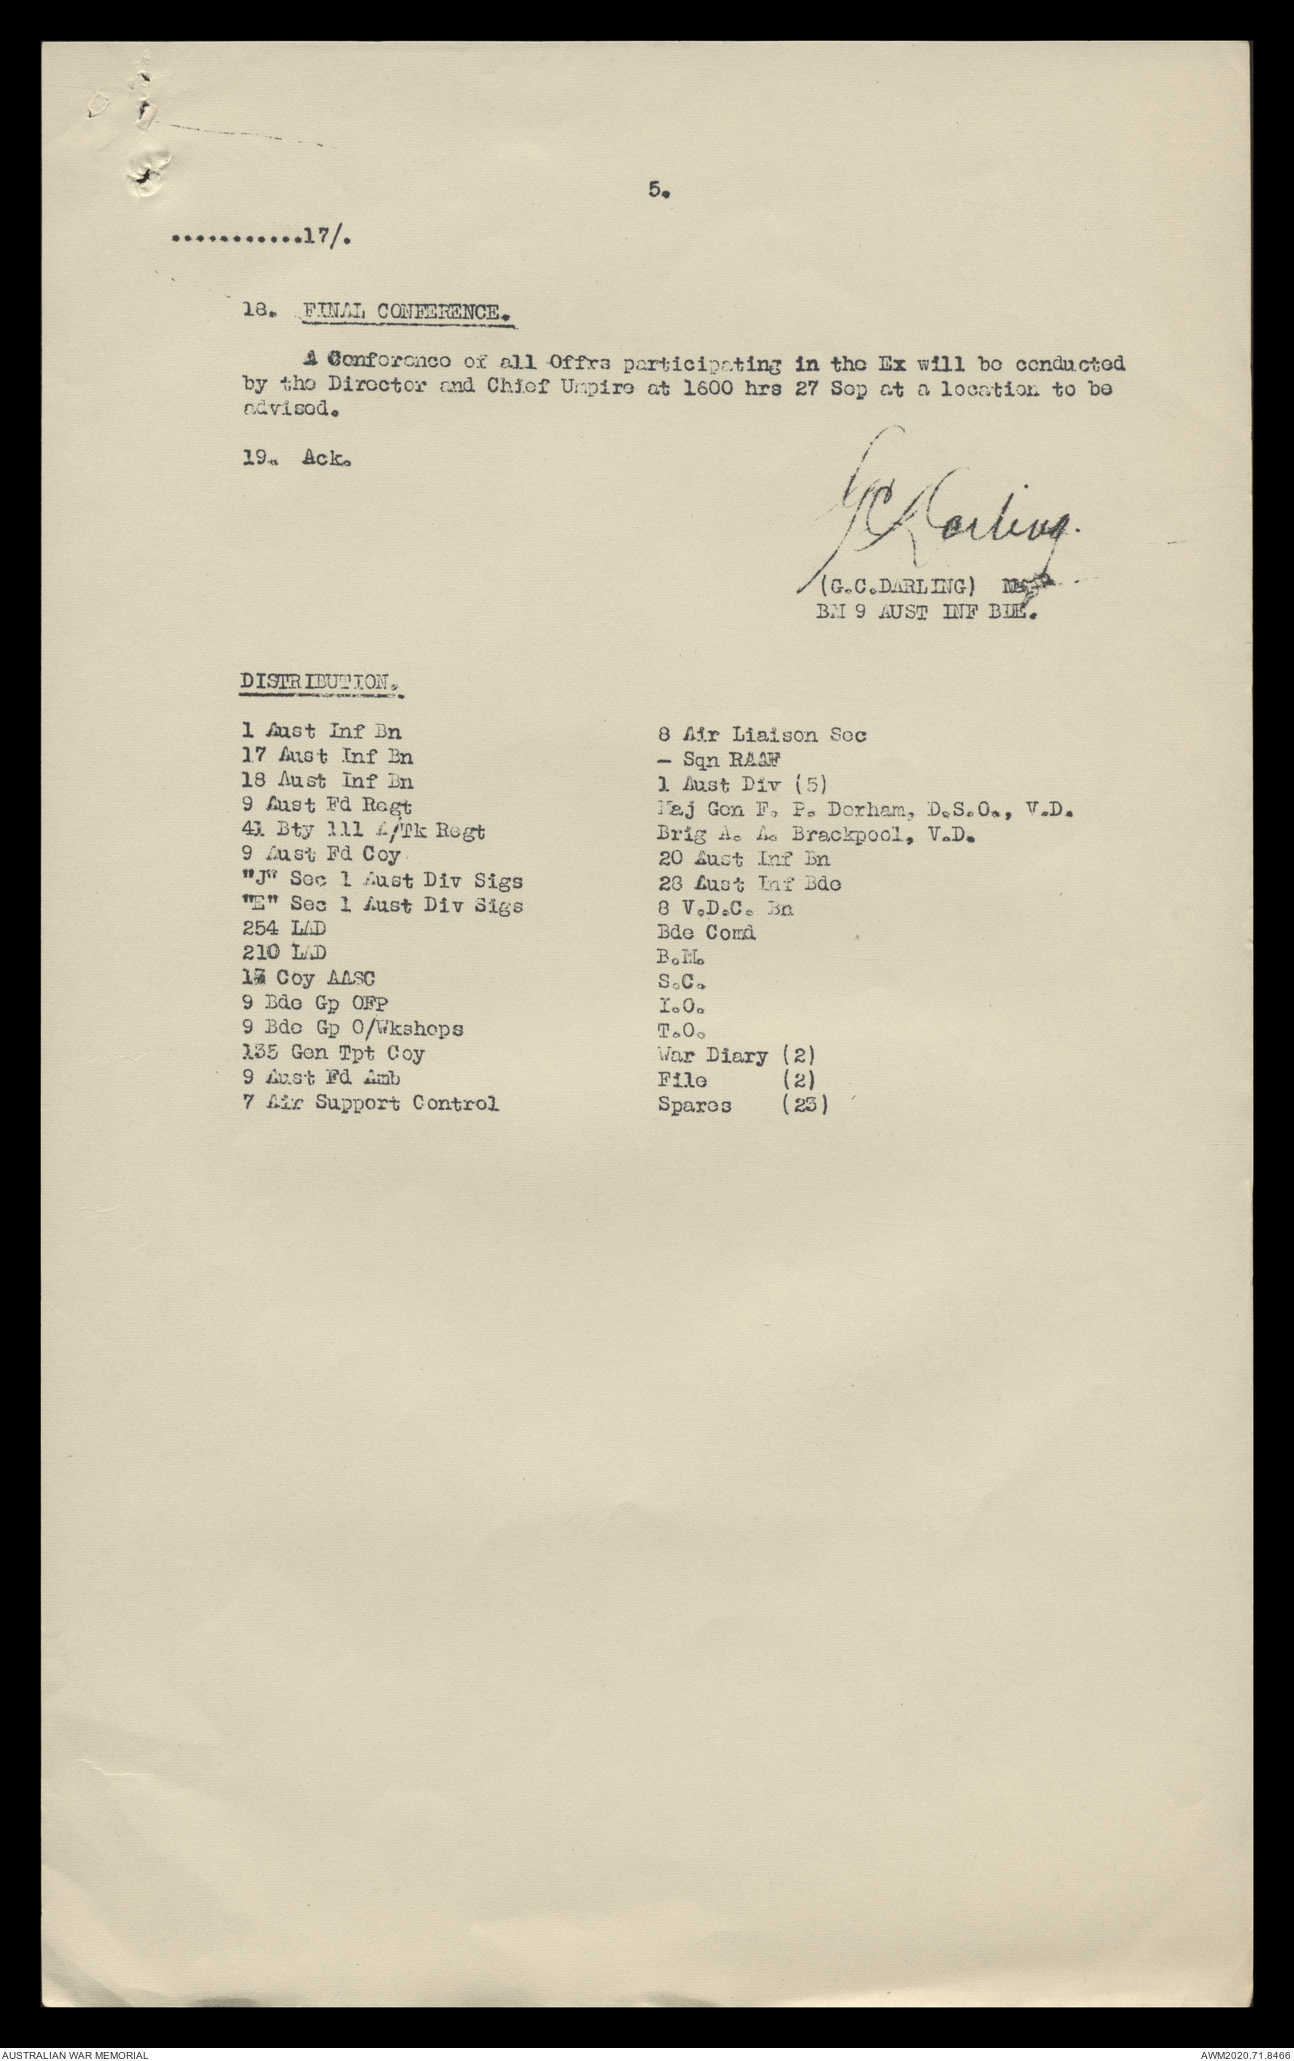 5.
...........17/.
18. FINAL CONFERENCE.
A Conference of all Offrs participating in the Ex will be conducted
by the Director and Chief Umpire at 1600 hrs 27 Sep at a location to be
advised.
19. Ack.
GCDarling.
(G.C.DARLING)
BM 9 AUST INF BDE.
DISTRIBUTION.
1 Aust Inf Bn
17 Aust Inf Bn
18 Aust Inf Bn
9 Aust Fd Regt
41 Bty 111 A/Tk Regt
9 Aust Fd Coy
"J" Sec 1 Aust Div Sigs
"E" Sec 1 Aust Div Sigs
254 LAD
210 LAD
Coy AASC
9 Bde Gp OFP
9 Bde Gp O/Wkshops
135 Gen Tpt Coy
9 Aust Fd Amb
7 Air Support Control
8 Air Liaison Sec
- Sqn RAAF
1 Aust Div (5)
Maj Gen F. P. Derham, D.S.O., V.D.
Brig A. A. Brackpool, V.D.
20 Aust Inf Bn
28 Aust Inf Bde
8 V.D.C. Bn
Bde Comd
B.M.
S.C.
I.O.
T.O.
War Diary (2)
File (2)
Spares (23)
AUSTRALIAN WAR MEMORIAL
AWM2020.71.8466